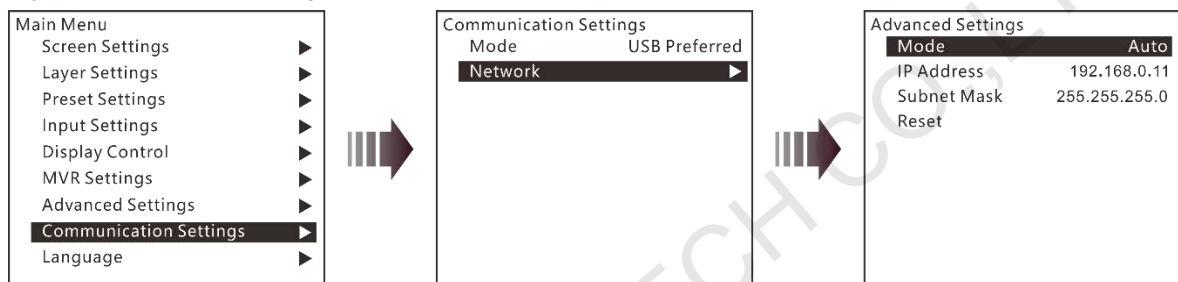 Main Menu
Screen Settings
Layer Settings
Preset Settings
Input Settings
Display Control
MVR Settings
Advanced Settings
Communication Settings
Language
Communication Settings
Mode USB Preferred
Network
Advanced Settings
Mode Auto
IP Address 192.168.0.11
Subnet Mask 255.255.255.0
Reset
TECH CO.,L